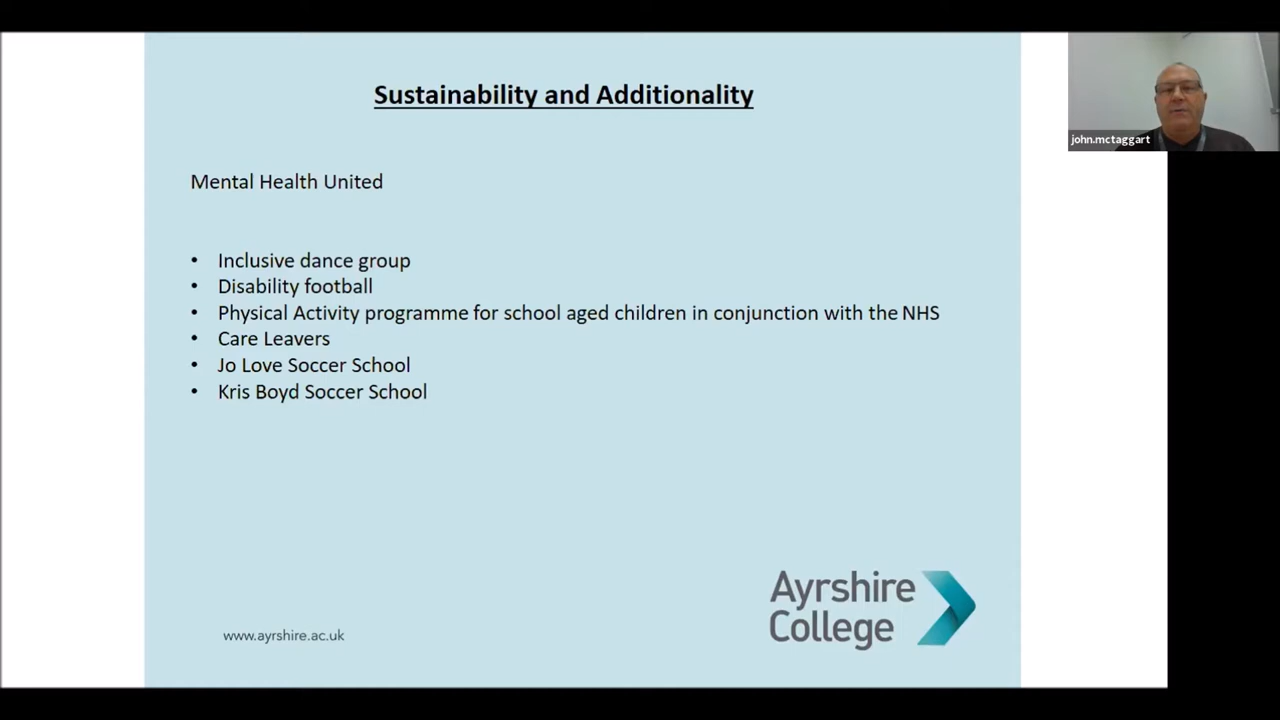 Sustainability and Additionality
john.mctaggart
Mental Health United
• Inclusive dance group
• Disability football
• Physical Activity programme for school aged children in conjunction with the NHS
• Care Leavers
• Jo Love Soccer School
• Kris Boyd Soccer School
Ayrshire
College
www.ayrshire.ac.uk